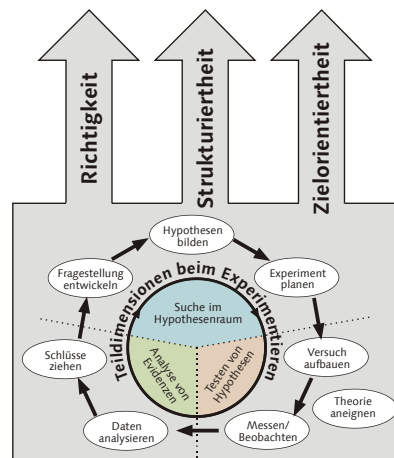 Richtigkeit
Strukturiertheit
Zielorientiertheit
Hypothesen
bilden
Fragestellung
entwickeln
Experiment
planen
Teildimensionen beim Experimentieren
Suche im
Hypothesenraum
Analyse von
Evidenzen
Testen von
Hypothesen
Schlüsse
ziehen
Versuch
aufbauen
Theorie
aneignen
Daten
analysieren
Messen/
Beobachten